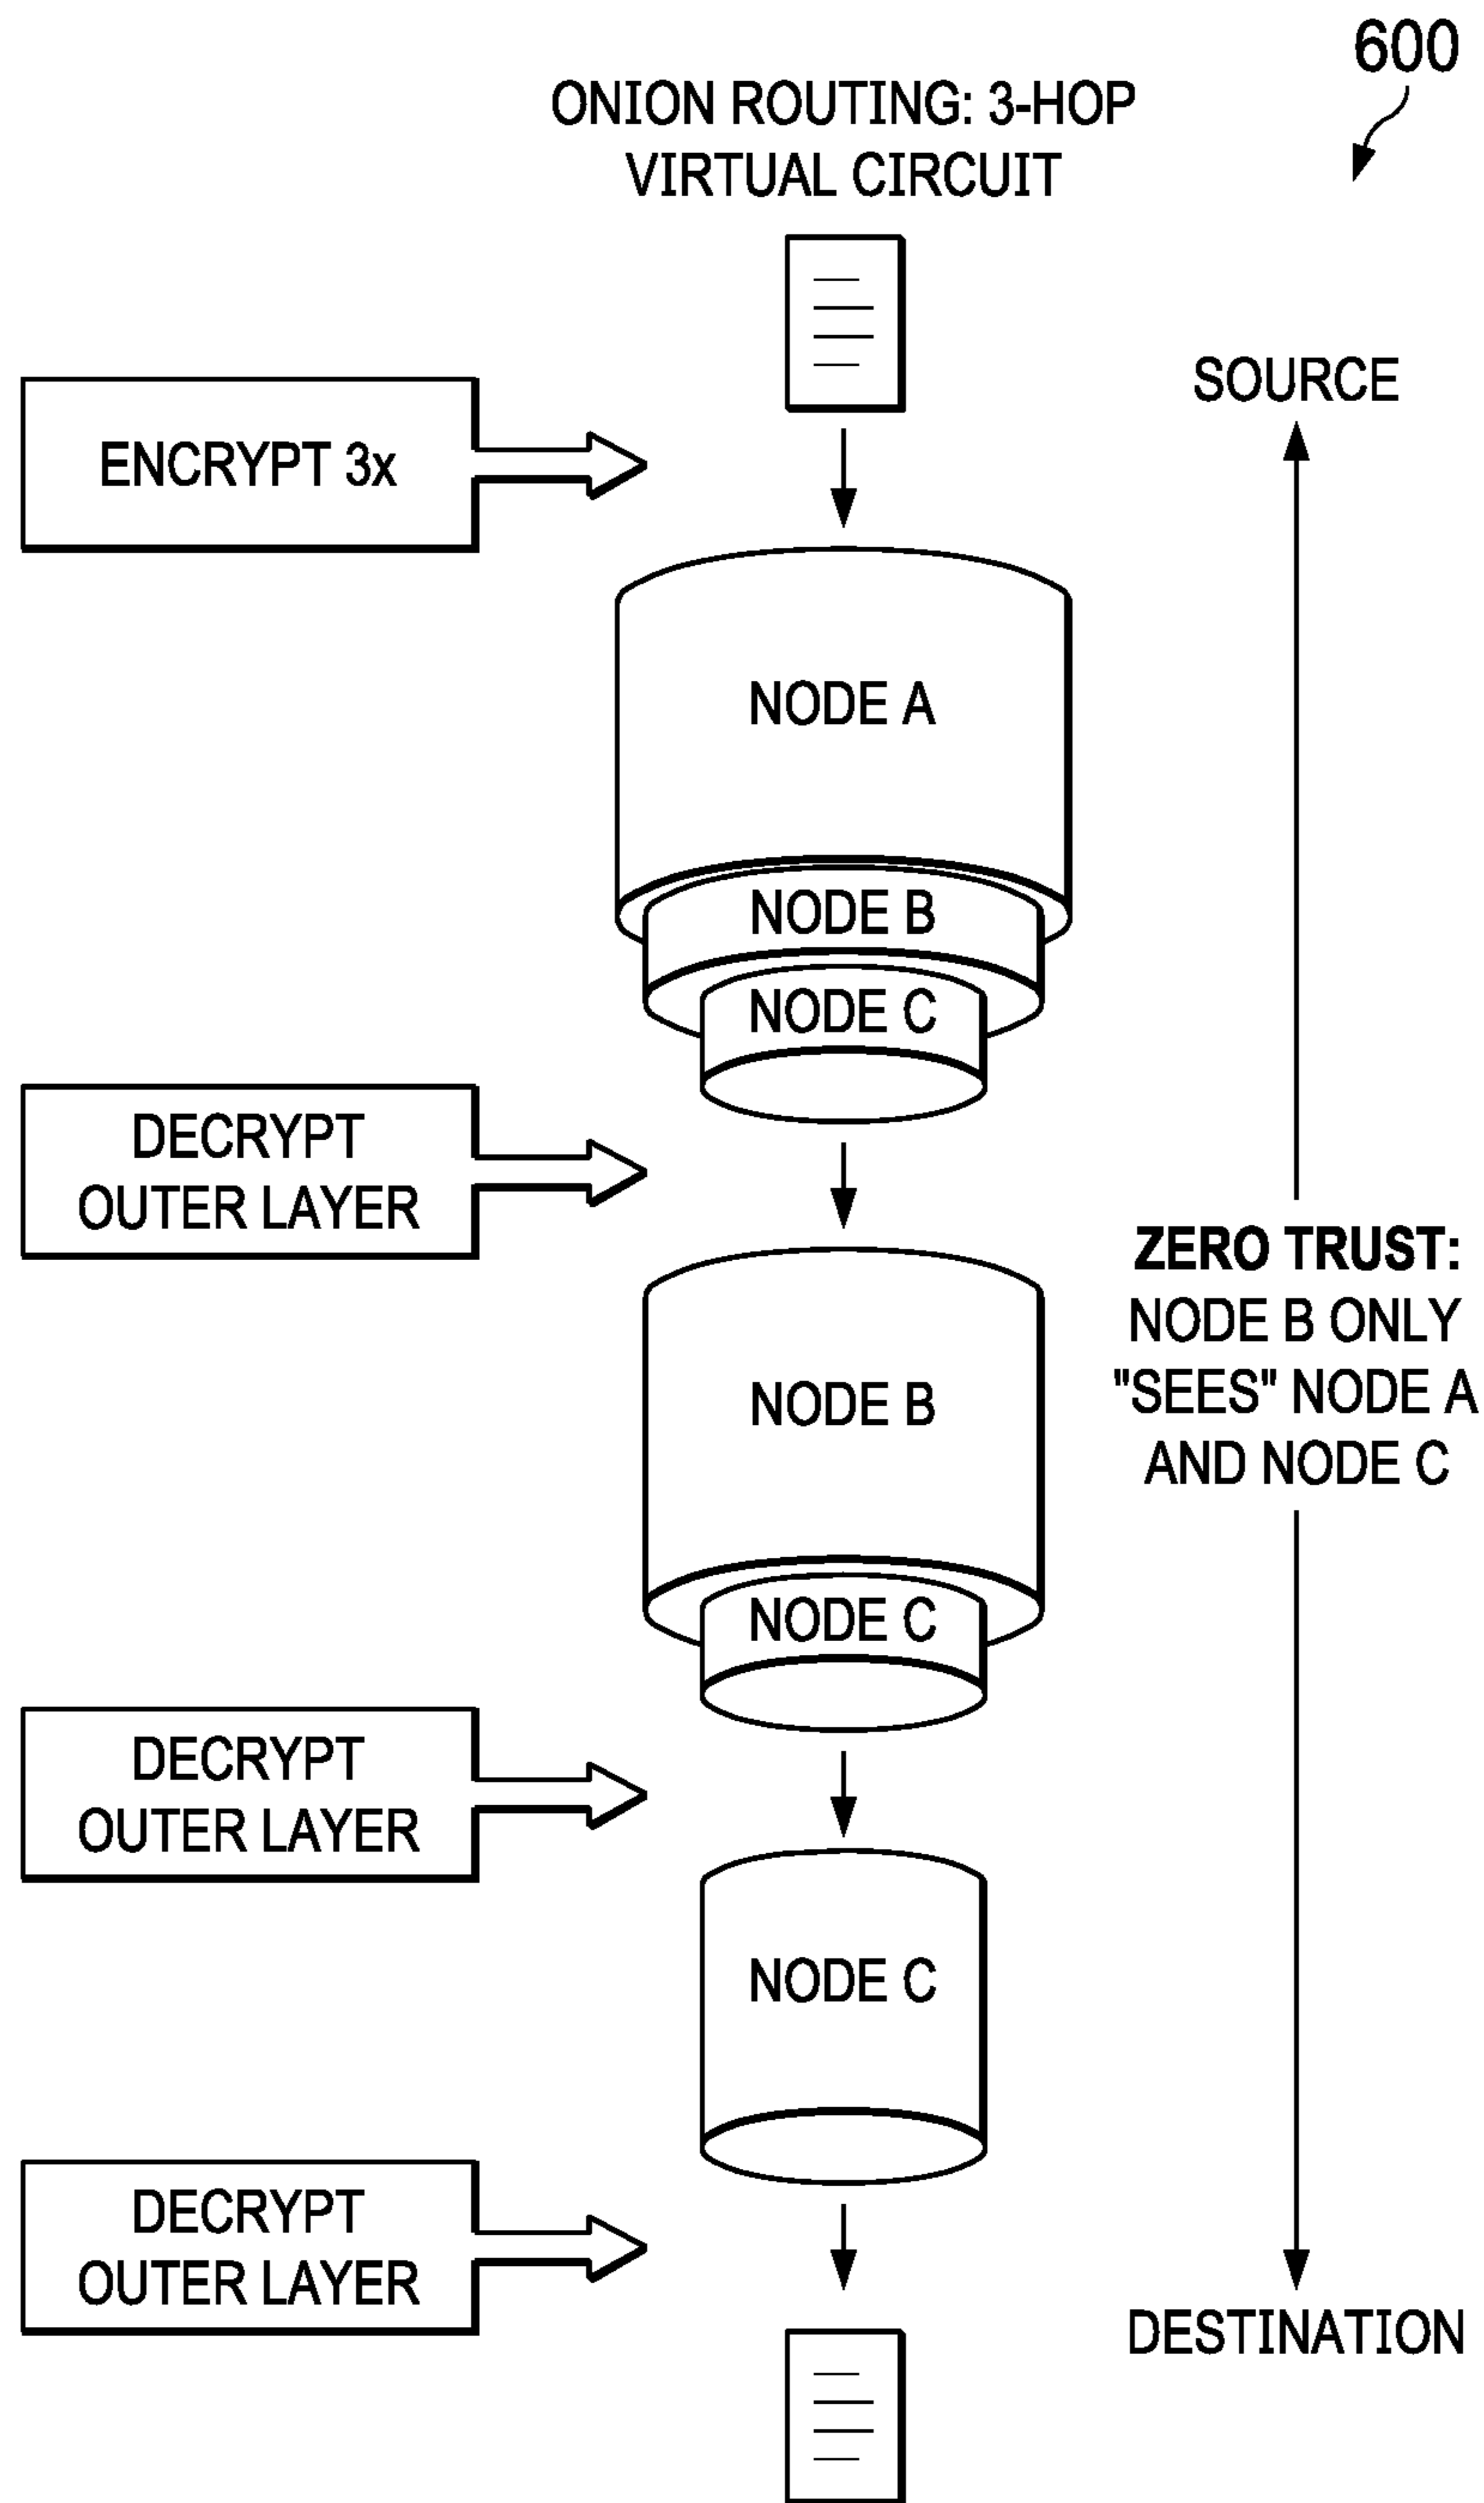 600
ONION ROUTING: 3-HOP
VIRTUAL CIRCUIT
SOURCE
ENCRYPT 3x
NODE A
NODE B
NODE C
DECRYPT
OUTER LAYER
ZERO TRUST:
NODE B ONLY
"SEES" NODE A
AND NODE C
NODE B
NODE C
DECRYPT
OUTER LAYER
NODE C
DECRYPT
OUTER LAYER
DESTINATION